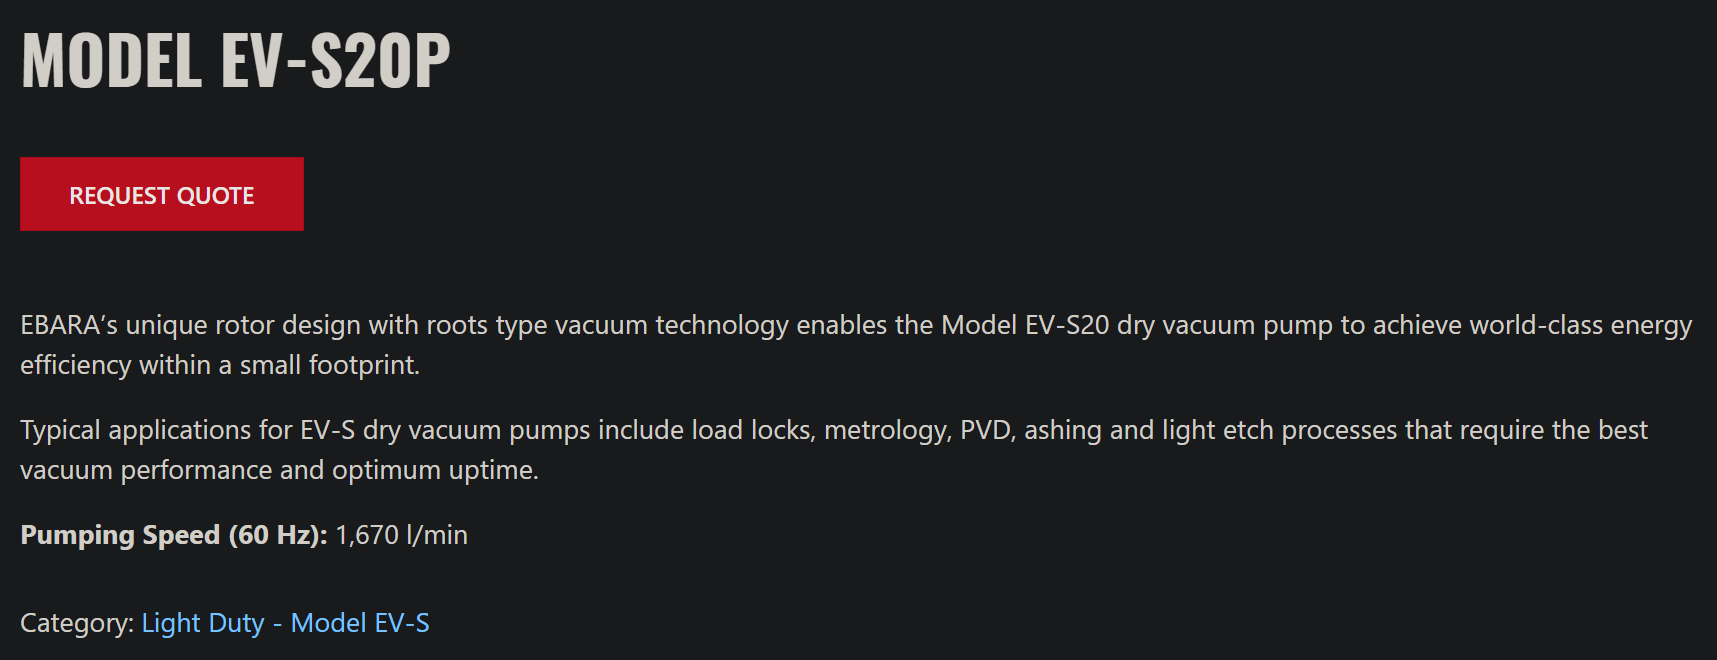 MODEL EV-S20P
REQUEST QUOTE
EBARA’s unique rotor design with roots type vacuum technology enables the Model EV-S20 dry vacuum pump to achieve world-class energy
efficiency within a small footprint.
Typical applications for EV-S dry vacuum pumps include load locks, metrology, PVD, ashing and light etch processes that require the best
vacuum performance and optimum uptime.
Pumping Speed (60 Hz): 1,670 l/min
Category: Light Duty - Model EV-S